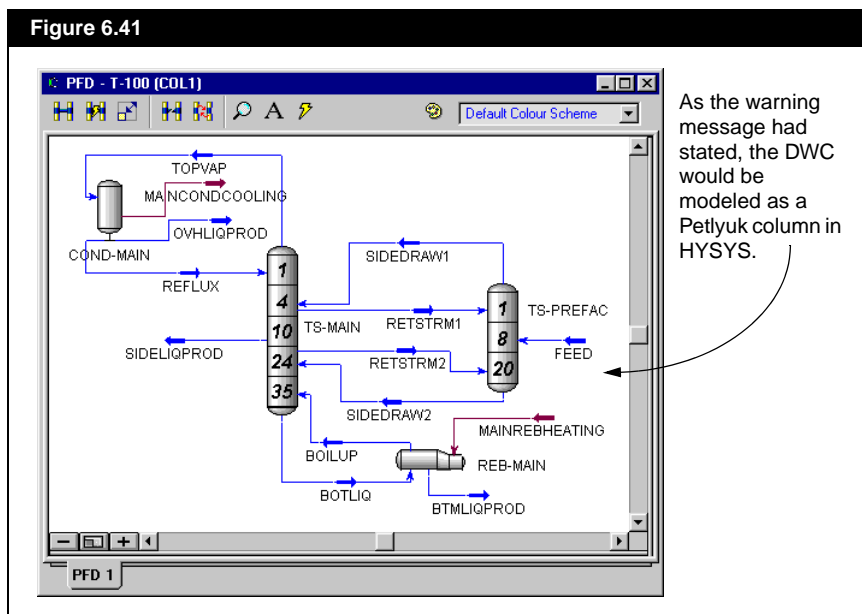 Figure 6.41
PFD - T-100 (COL1)
A
Default Colour Scheme
TOPVAP
MAINCONDCOOLING
OVHLIQPROD
COND-MAIN
REFLUX
SIDEDRAW1
1
4
10
24
35
TS-MAIN
RETSTRM1
1
8
20
TS-PREFAC
FEED
SIDELIQPROD
RETSTRM2
SIDEDRAW2
MAINREBHEATING
BOILUP
REB-MAIN
BOTLIQ
BTMLIQPROD
PFD 1
As the warning
message had
stated, the DWC
would be
modeled as a
Petlyuk column in
HYSYS.